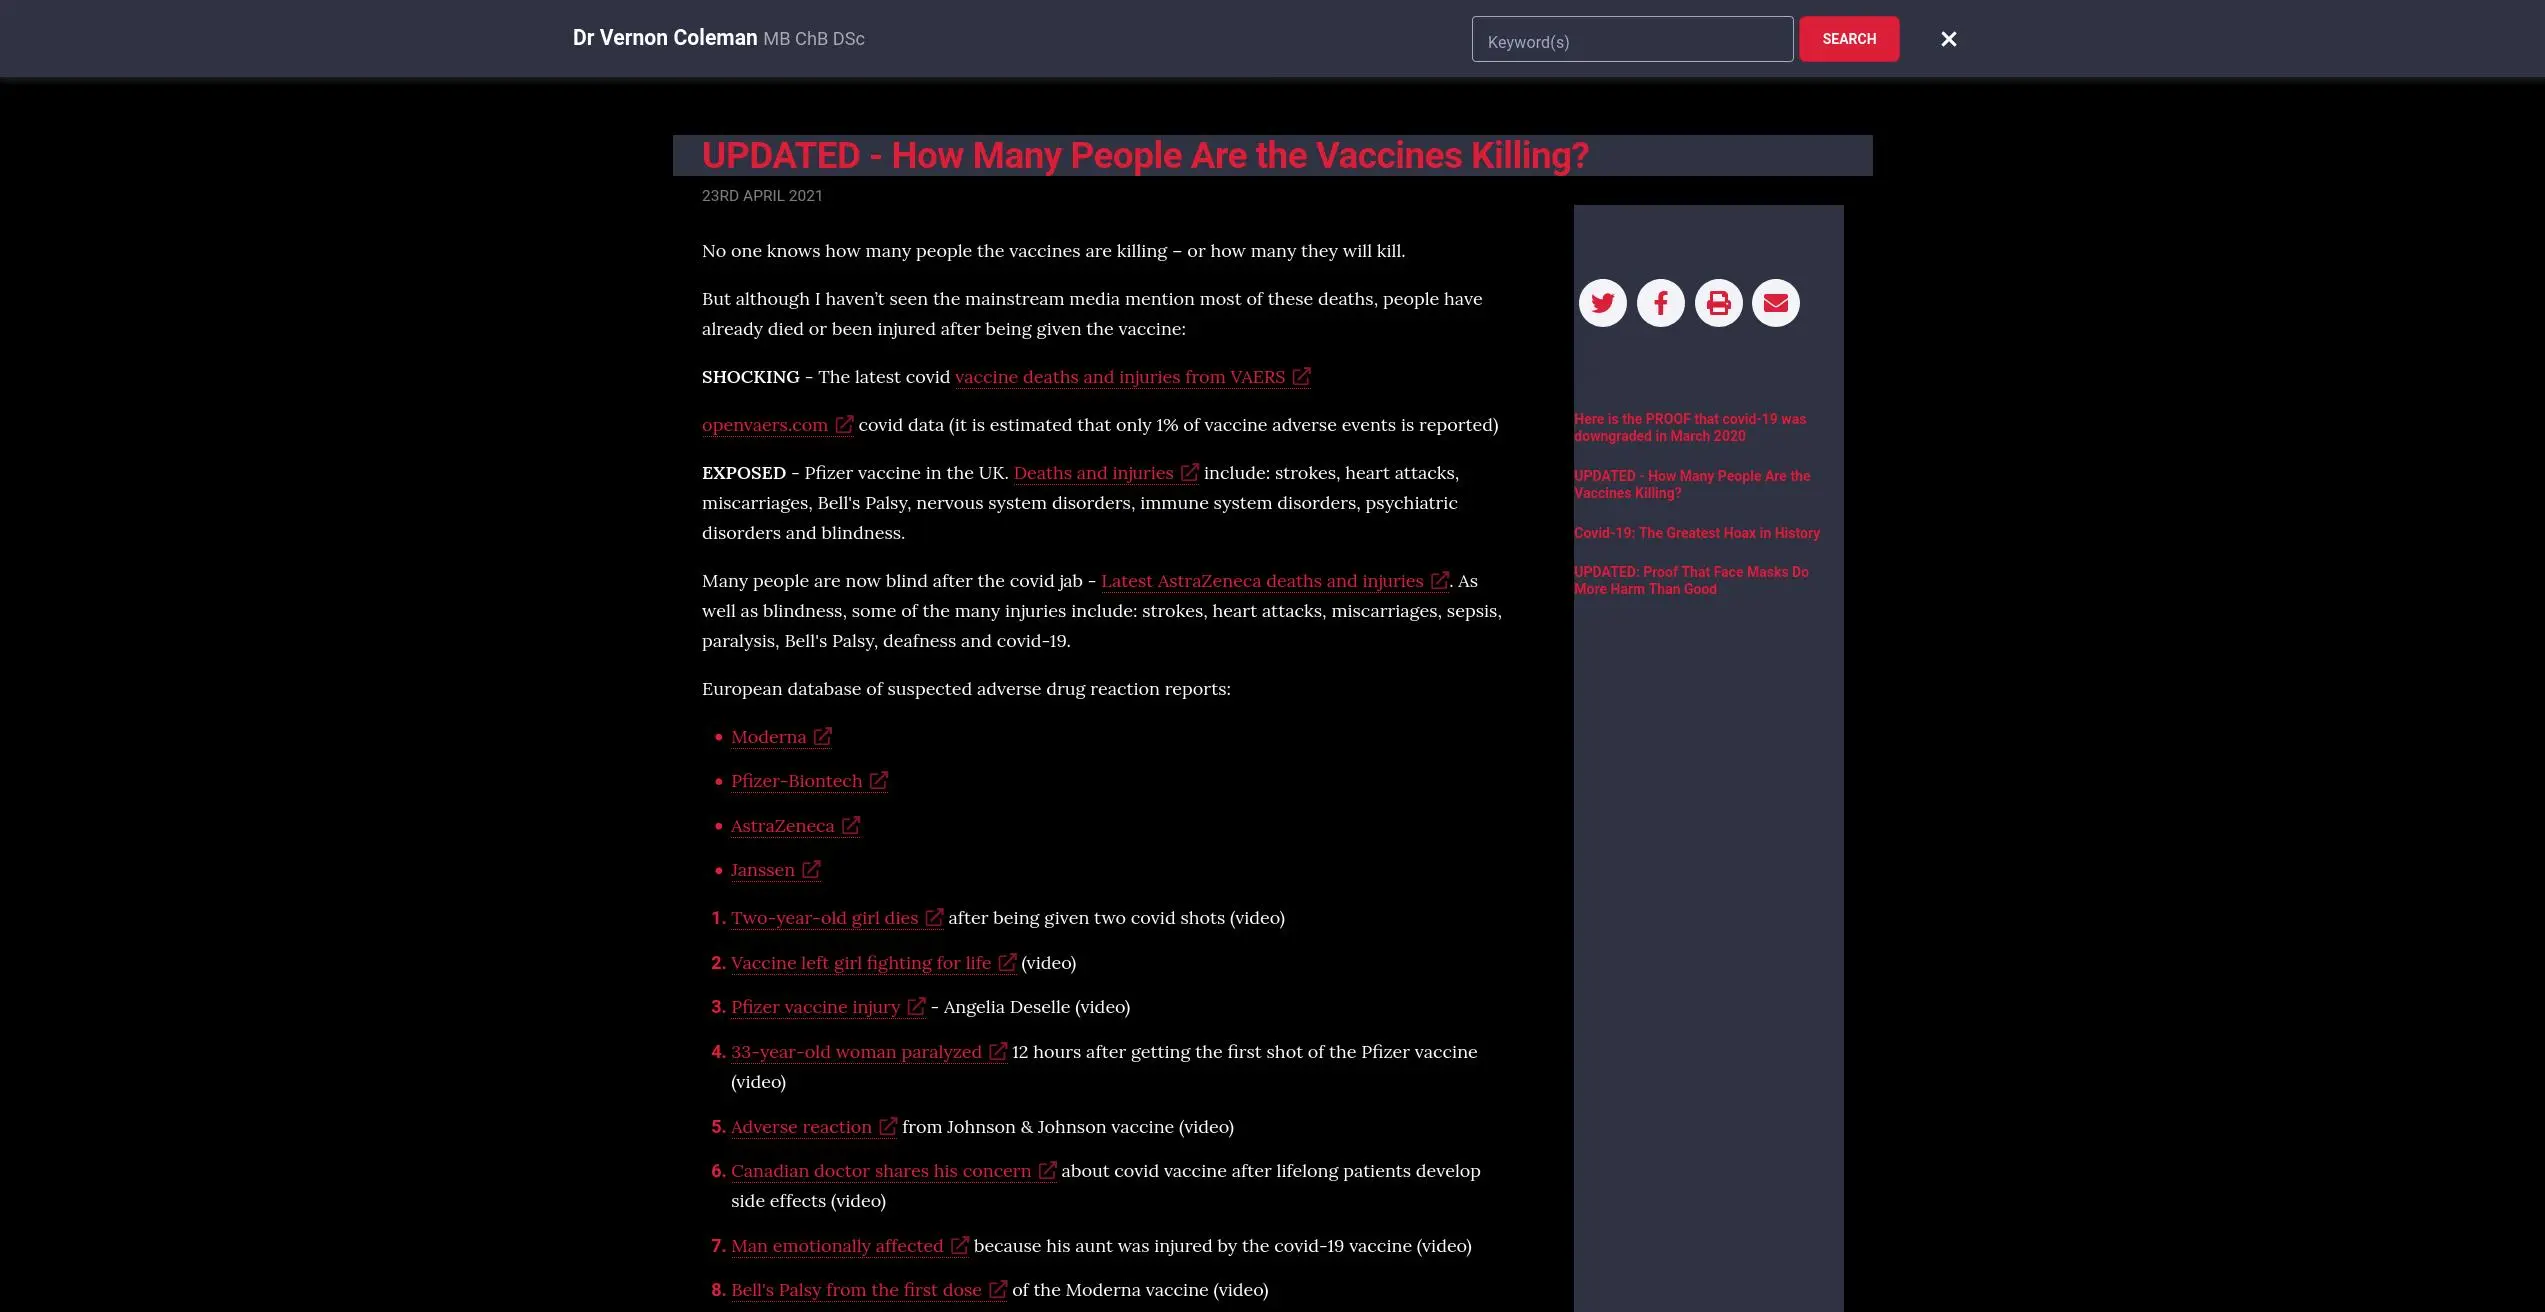 Dr Vernon Coleman MB ChB DSc
Keyword(s)
SEARCH
UPDATED - How Many People Are the Vaccines Killing?
23RD APRIL 2021
No one knows how many people the vaccines are killing – or how many they will kill.
But although I haven’t seen the mainstream media mention most of these deaths, people have
already died or been injured after being given the vaccine:
SHOCKING - The latest covid vaccine deaths and injuries from VAERS
openvaers.com covid data (it is estimated that only 1% of vaccine adverse events is reported)
EXPOSED - Pfizer vaccine in the UK. Deaths and injuries include: strokes, heart attacks,
miscarriages, Bell's Palsy, nervous system disorders, immune system disorders, psychiatric
disorders and blindness.
Many people are now blind after the covid jab - Latest AstraZeneca deaths and injuries. As
well as blindness, some of the many injuries include: strokes, heart attacks, miscarriages, sepsis,
paralysis, Bell's Palsy, deafness and covid-19.
European database of suspected adverse drug reaction reports:
• Moderna
• Pfizer-Biontech
• AstraZeneca
• Janssen
1. Two-year-old girl dies after being given two covid shots (video)
2. Vaccine left girl fighting for life (video)
3. Pfizer vaccine injury - Angelia Deselle (video)
4. 33-year-old woman paralyzed 12 hours after getting the first shot of the Pfizer vaccine
(video)
5. Adverse reaction from Johnson & Johnson vaccine (video)
6. Canadian doctor shares his concern about covid vaccine after lifelong patients develop
side effects (video)
7. Man emotionally affected because his aunt was injured by the covid-19 vaccine (video)
8. Bell's Palsy from the first dose of the Moderna vaccine (video)
Here is the PROOF that covid-19 was
downgraded in March 2020
UPDATED - How Many People Are the
Vaccines Killing?
Covid-19: The Greatest Hoax in History
UPDATED: Proof That Face Masks Do
More Harm Than Good